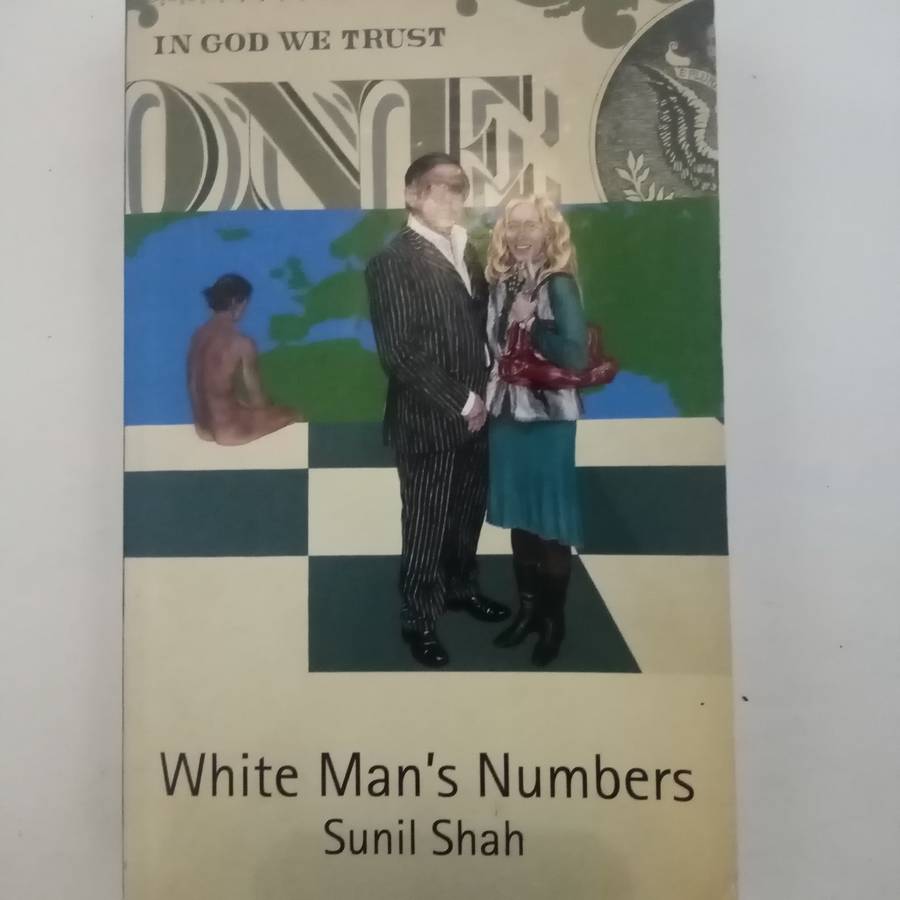 IN GOD WE TRUST
ONE
White Man's Numbers
Sunil Shah